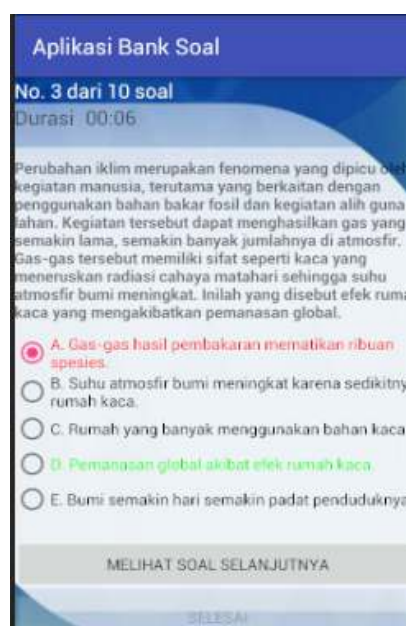 Aplikasi Bank Soal
No. 3 dari 10 soal
Durasi 00:06
Perubahan iklim merupakan fenomena yang dipicu oleh
kegiatan manusia, terutama yang berkaitan dengan
penggunakan bahan bakar fosil dan kegiatan alih guna
lahan. Kegiatan tersebut dapat menghasilkan gas yang
semakin lama, semakin banyak jumlahnya di atmosfir.
Gas-gas tersebut memiliki sifat seperti kaca yang
meneruskan radiasi cahaya matahari sehingga suhu
atmosfir bumi meningkat. Inilah yang disebut efek ruma
kaca yang mengakibatkan pemanasan global.
A. Gas-gas hasil pembakaran mematikan ribuan
spesies.
B. Suhu atmosfir bumi meningkat karena sedikitny
rumah kaca.
C. Rumah yang banyak menggunakan bahan kaca
D. Pemanasan global akibat efek rumah kaca.
E. Bumi semakin hari semakin padat penduduknya
MELIHAT SOAL SELANJUTNYA
SELESAI